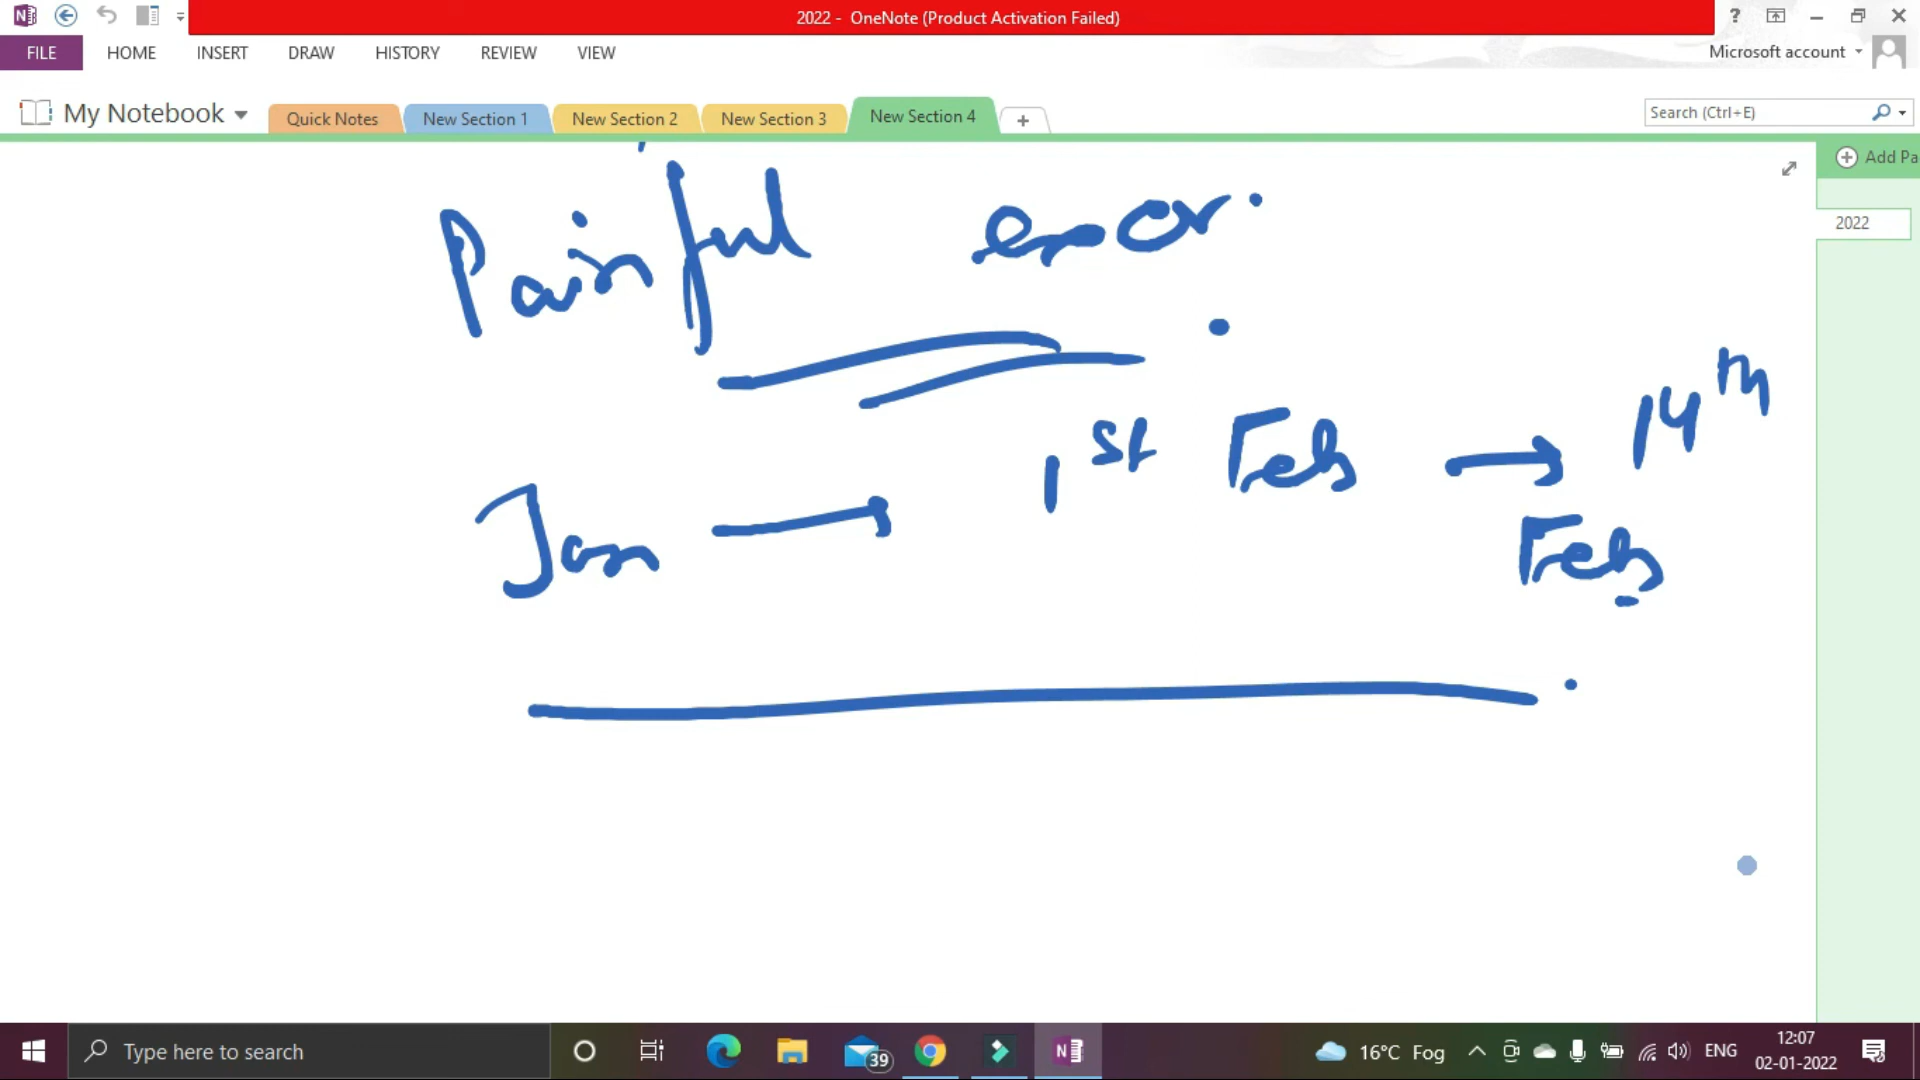 2022 - OneNote (Product Activation Failed)
?
FILE HOME INSERT DRAW HISTORY REVIEW VIEW
Microsoft account
My Notebook
Quick Notes
New Section 1
New Section 2
New Section 3
New Section 4
+
Search (Ctrl+E)
Add Pa
2022
Painful error.
Jan → 1st Feb → 14th
Feb
Type here to search
39
N
16°C Fog
ENG
12:07
02-01-2022